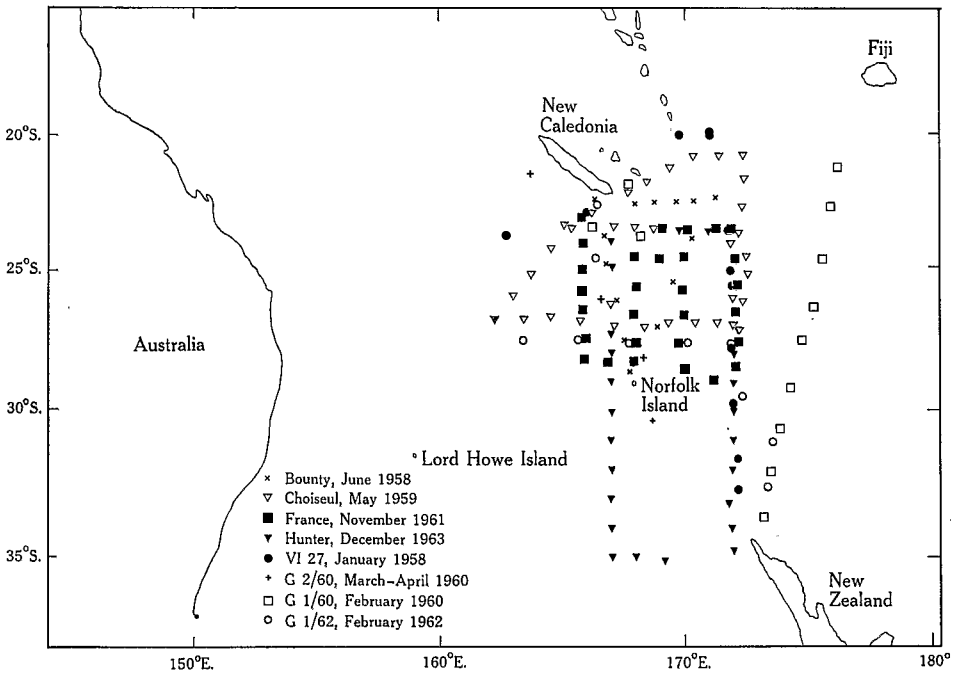 Fiji
New
Caledonia
20°S.
25°S.
Australia
Norfolk
Island
30°S.
Lord Howe Island
× Bounty, June 1958
▽ Choiseul, May 1959
■ France, November 1961
▼ Hunter, December 1963
● VI 27, January 1958
+ G 2/60, March-April 1960
□ G 1/60, February 1960
○ G 1/62, February 1962
35°S.
New
Zealand
150°E.
160°E.
170°E.
180°